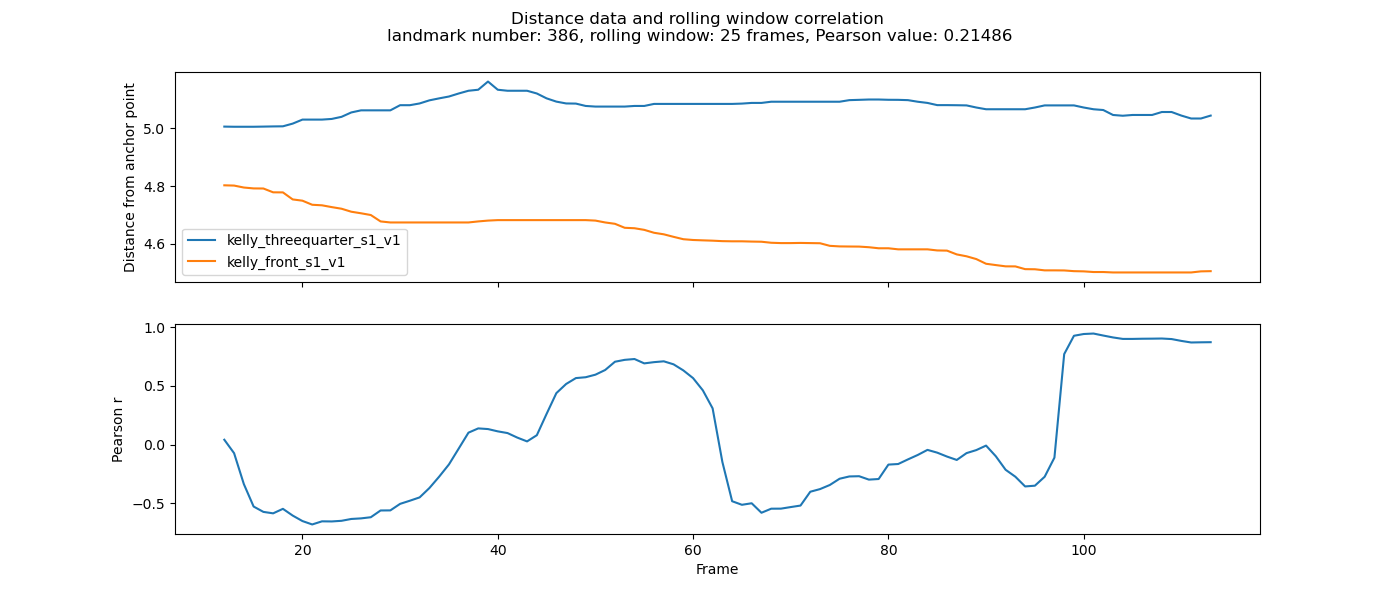 Distance data and rolling window correlation
landmark number: 386, rolling window: 25 frames, Pearson value: 0.21486
Distance from anchor point
5.0
4.8
4.6
kelly_threequarter_s1_v1
kelly_front_s1_v1
Pearson r
1.0
0.5
0.0
−0.5
20 40 60 80 100
Frame